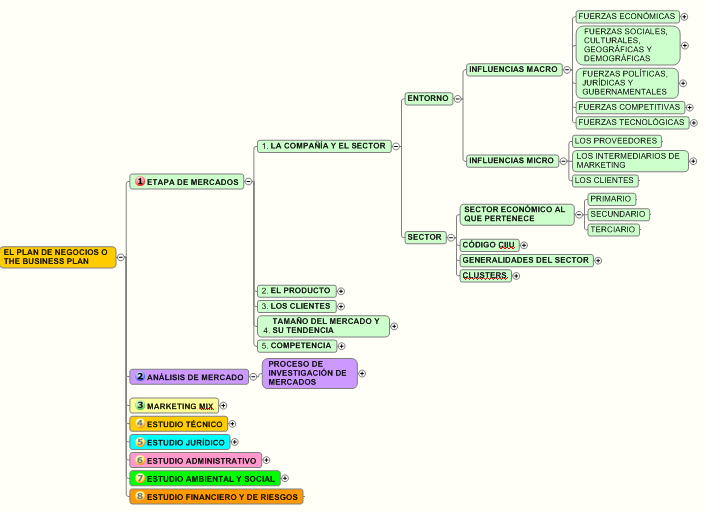 EL PLAN DE NEGOCIOS O
THE BUSINESS PLAN
1 ETAPA DE MERCADOS
1. LA COMPAÑÍA Y EL SECTOR
ENTORNO
INFLUENCIAS MACRO
FUERZAS ECONÓMICAS
FUERZAS SOCIALES,
CULTURALES,
GEOGRÁFICAS Y
DEMOGRÁFICAS
FUERZAS POLÍTICAS,
JURÍDICAS Y
GUBERNAMENTALES
FUERZAS COMPETITIVAS
FUERZAS TECNOLÓGICAS
INFLUENCIAS MICRO
LOS PROVEEDORES
LOS INTERMEDIARIOS DE
MARKETING
LOS CLIENTES
SECTOR
SECTOR ECONÓMICO AL
QUE PERTENECE
PRIMARIO
SECUNDARIO
TERCIARIO
CÓDIGO CIIU
GENERALIDADES DEL SECTOR
CLUSTERS
2. EL PRODUCTO
3. LOS CLIENTES
4. TAMAÑO DEL MERCADO Y
SU TENDENCIA
5. COMPETENCIA
2 ANÁLISIS DE MERCADO
PROCESO DE
INVESTIGACIÓN DE
MERCADOS
3 MARKETING MIX
4 ESTUDIO TÉCNICO
5 ESTUDIO JURÍDICO
6 ESTUDIO ADMINISTRATIVO
7 ESTUDIO AMBIENTAL Y SOCIAL
8 ESTUDIO FINANCIERO Y DE RIESGOS